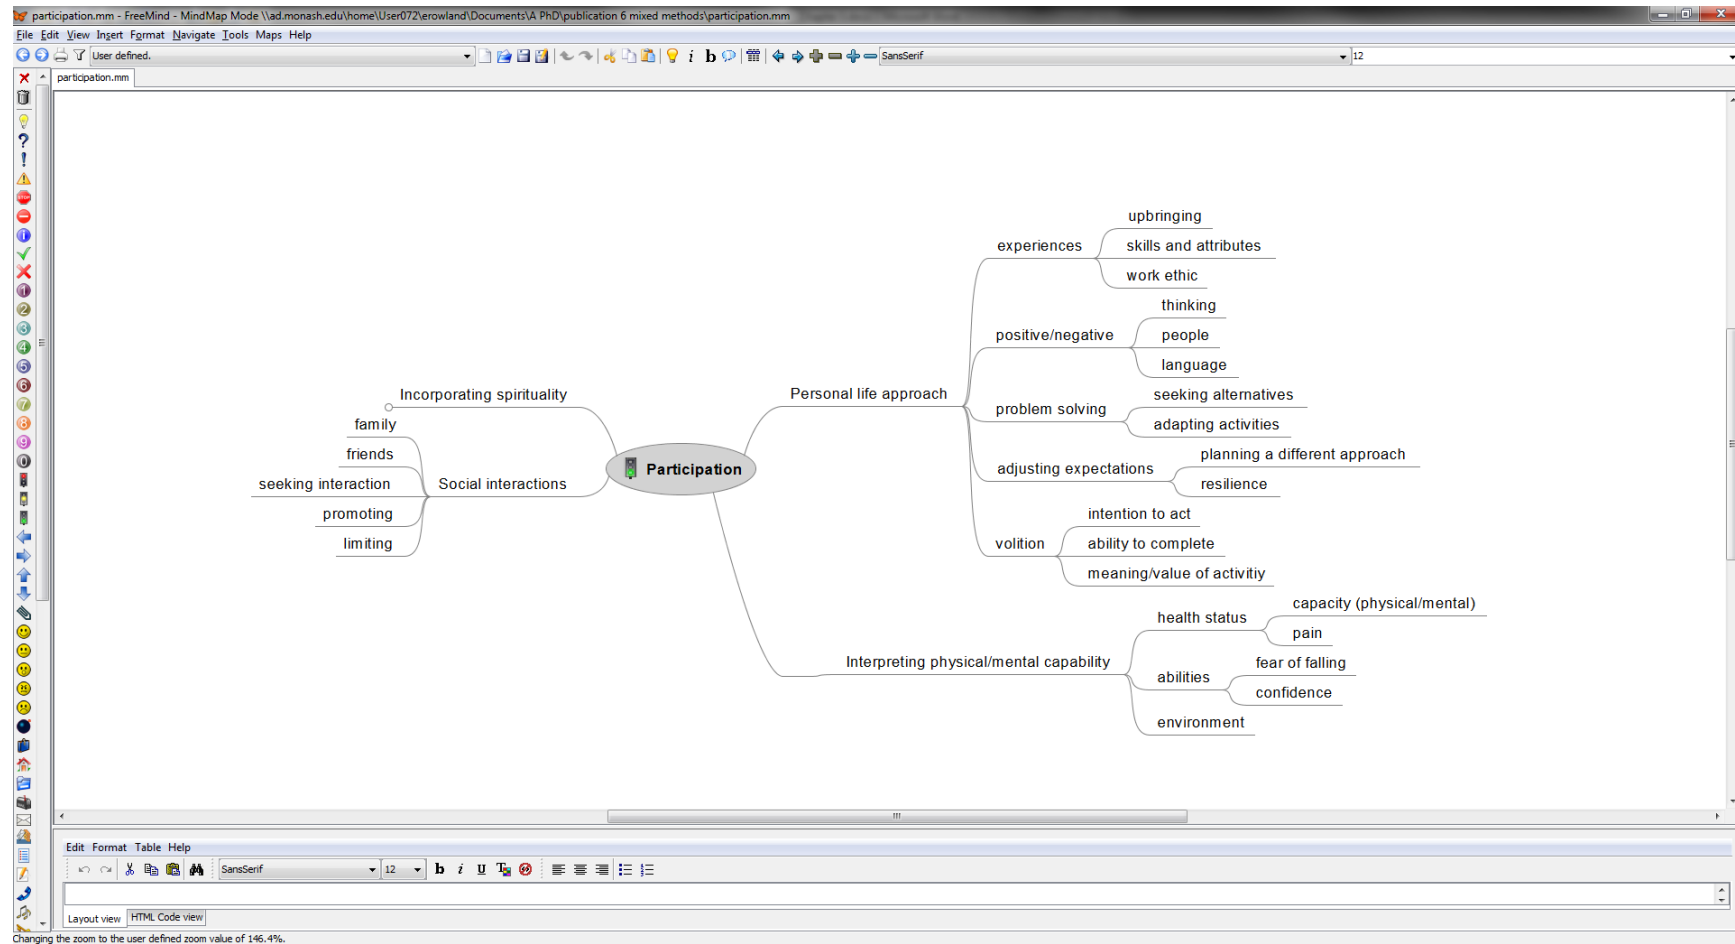 participation.mm - FreeMind - MindMap Mode \\ad.monash.edu\home\User072\erowland\Documents\A PhD\publication 6 mixed methods\participation.mm
File Edit View Insert Format Navigate Tools Maps Help
User defined.
SansSerif
12
participation.mm
upbringing
experiences
skills and attributes
work ethic
thinking
positive/negative
people
language
Incorporating spirituality
Personal life approach
seeking alternatives
problem solving
adapting activities
family
friends
seeking interaction
Social interactions
promoting
limiting
Participation
planning a different approach
adjusting expectations
resilience
intention to act
volition
ability to complete
meaning/value of activitiy
capacity (physical/mental)
health status
pain
Interpreting physical/mental capability
fear of falling
abilities
confidence
environment
Edit Format Table Help
SansSerif
12
b i U
Layout view HTML Code view
Changing the zoom to the user defined zoom value of 146.4%.